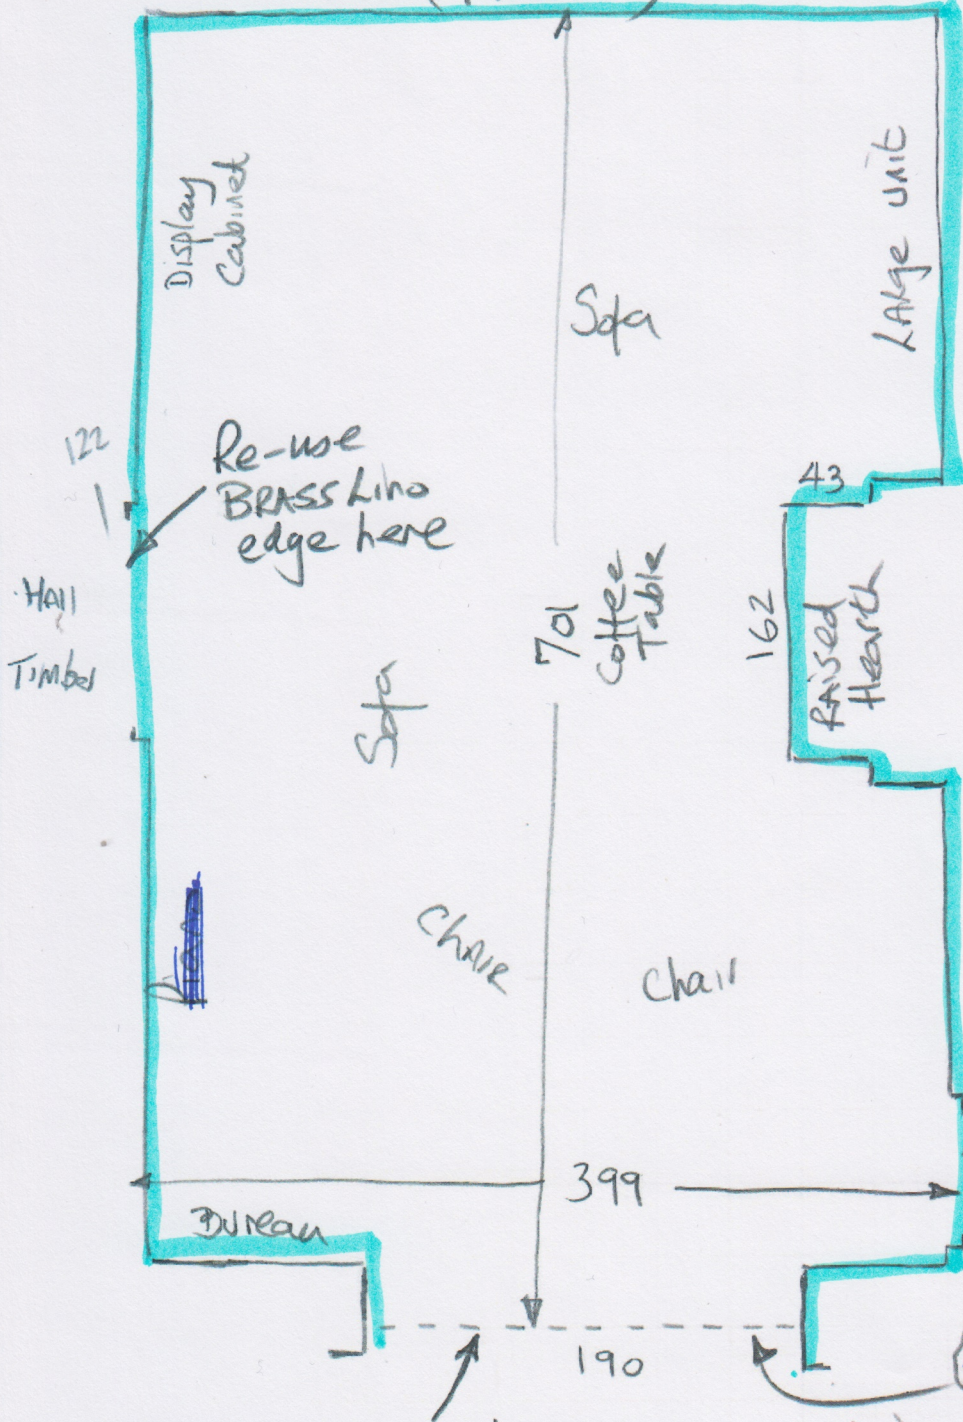 Display
Cabinet
LARge unit
Sofa
122
Re-use
BRASS Lino
edge here
43
Hall
Timber
701
Coffee
Table
162
RAised
Hearth
Sofa
Chair
Chair
399
Bureau
190